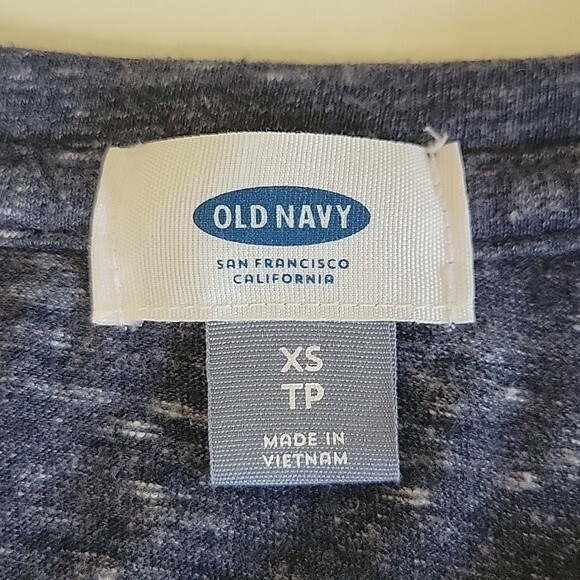 OLD NAVY
SAN FRANCISCO
CALIFORNIA
XS
TP
MADE IN
VIETNAM